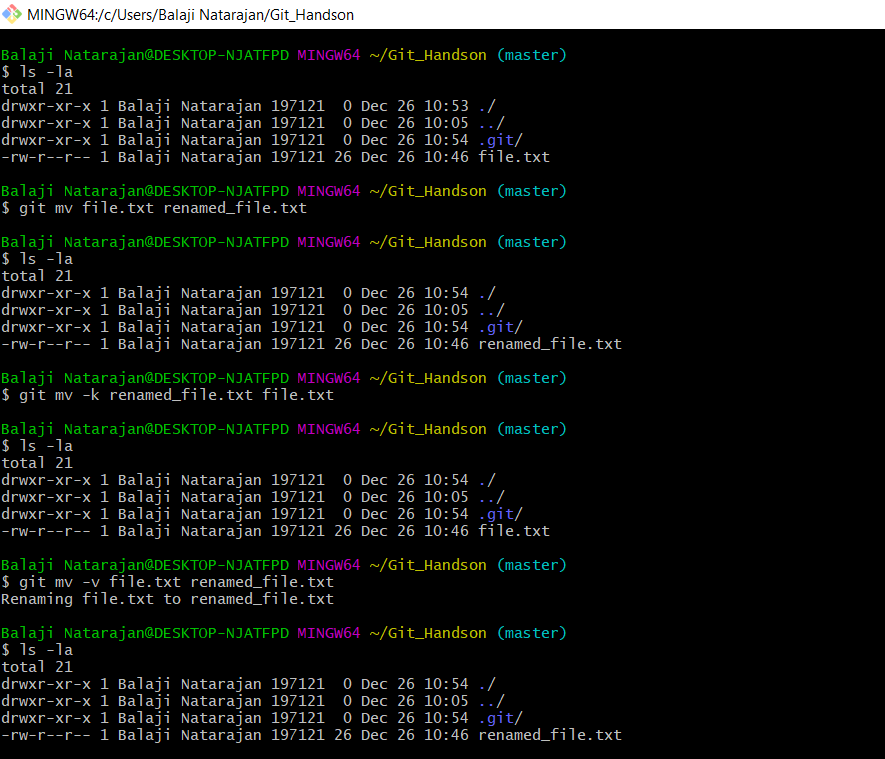 MINGW64:/c/Users/Balaji Natarajan/Git_Handson
Balaji Natarajan@DESKTOP-NJATFPD MINGW64 ~/Git_Handson (master)
$ ls -la
total 21
drwxr-xr-x 1 Balaji Natarajan 197121  0 Dec 26 10:53 ./
drwxr-xr-x 1 Balaji Natarajan 197121  0 Dec 26 10:05 ../
drwxr-xr-x 1 Balaji Natarajan 197121  0 Dec 26 10:54 .git/
-rw-r--r-- 1 Balaji Natarajan 197121 26 Dec 26 10:46 file.txt
Balaji Natarajan@DESKTOP-NJATFPD MINGW64 ~/Git_Handson (master)
$ git mv file.txt renamed_file.txt
Balaji Natarajan@DESKTOP-NJATFPD MINGW64 ~/Git_Handson (master)
$ ls -la
total 21
drwxr-xr-x 1 Balaji Natarajan 197121  0 Dec 26 10:54 ./
drwxr-xr-x 1 Balaji Natarajan 197121  0 Dec 26 10:05 ../
drwxr-xr-x 1 Balaji Natarajan 197121  0 Dec 26 10:54 .git/
-rw-r--r-- 1 Balaji Natarajan 197121 26 Dec 26 10:46 renamed_file.txt
Balaji Natarajan@DESKTOP-NJATFPD MINGW64 ~/Git_Handson (master)
$ git mv -k renamed_file.txt file.txt
Balaji Natarajan@DESKTOP-NJATFPD MINGW64 ~/Git_Handson (master)
$ ls -la
total 21
drwxr-xr-x 1 Balaji Natarajan 197121  0 Dec 26 10:54 ./
drwxr-xr-x 1 Balaji Natarajan 197121  0 Dec 26 10:05 ../
drwxr-xr-x 1 Balaji Natarajan 197121  0 Dec 26 10:54 .git/
-rw-r--r-- 1 Balaji Natarajan 197121 26 Dec 26 10:46 file.txt
Balaji Natarajan@DESKTOP-NJATFPD MINGW64 ~/Git_Handson (master)
$ git mv -v file.txt renamed_file.txt
Renaming file.txt to renamed_file.txt
Balaji Natarajan@DESKTOP-NJATFPD MINGW64 ~/Git_Handson (master)
$ ls -la
total 21
drwxr-xr-x 1 Balaji Natarajan 197121  0 Dec 26 10:54 ./
drwxr-xr-x 1 Balaji Natarajan 197121  0 Dec 26 10:05 ../
drwxr-xr-x 1 Balaji Natarajan 197121  0 Dec 26 10:54 .git/
-rw-r--r-- 1 Balaji Natarajan 197121 26 Dec 26 10:46 renamed_file.txt